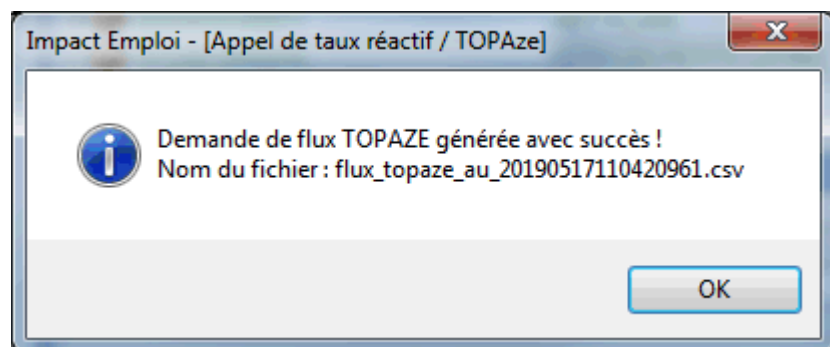 Impact Emploi - [Appel de taux réactif / TOPAze]
Demande de flux TOPAZE générée avec succès !
Nom du fichier : flux_topaze_au_20190517110420961.csv
OK